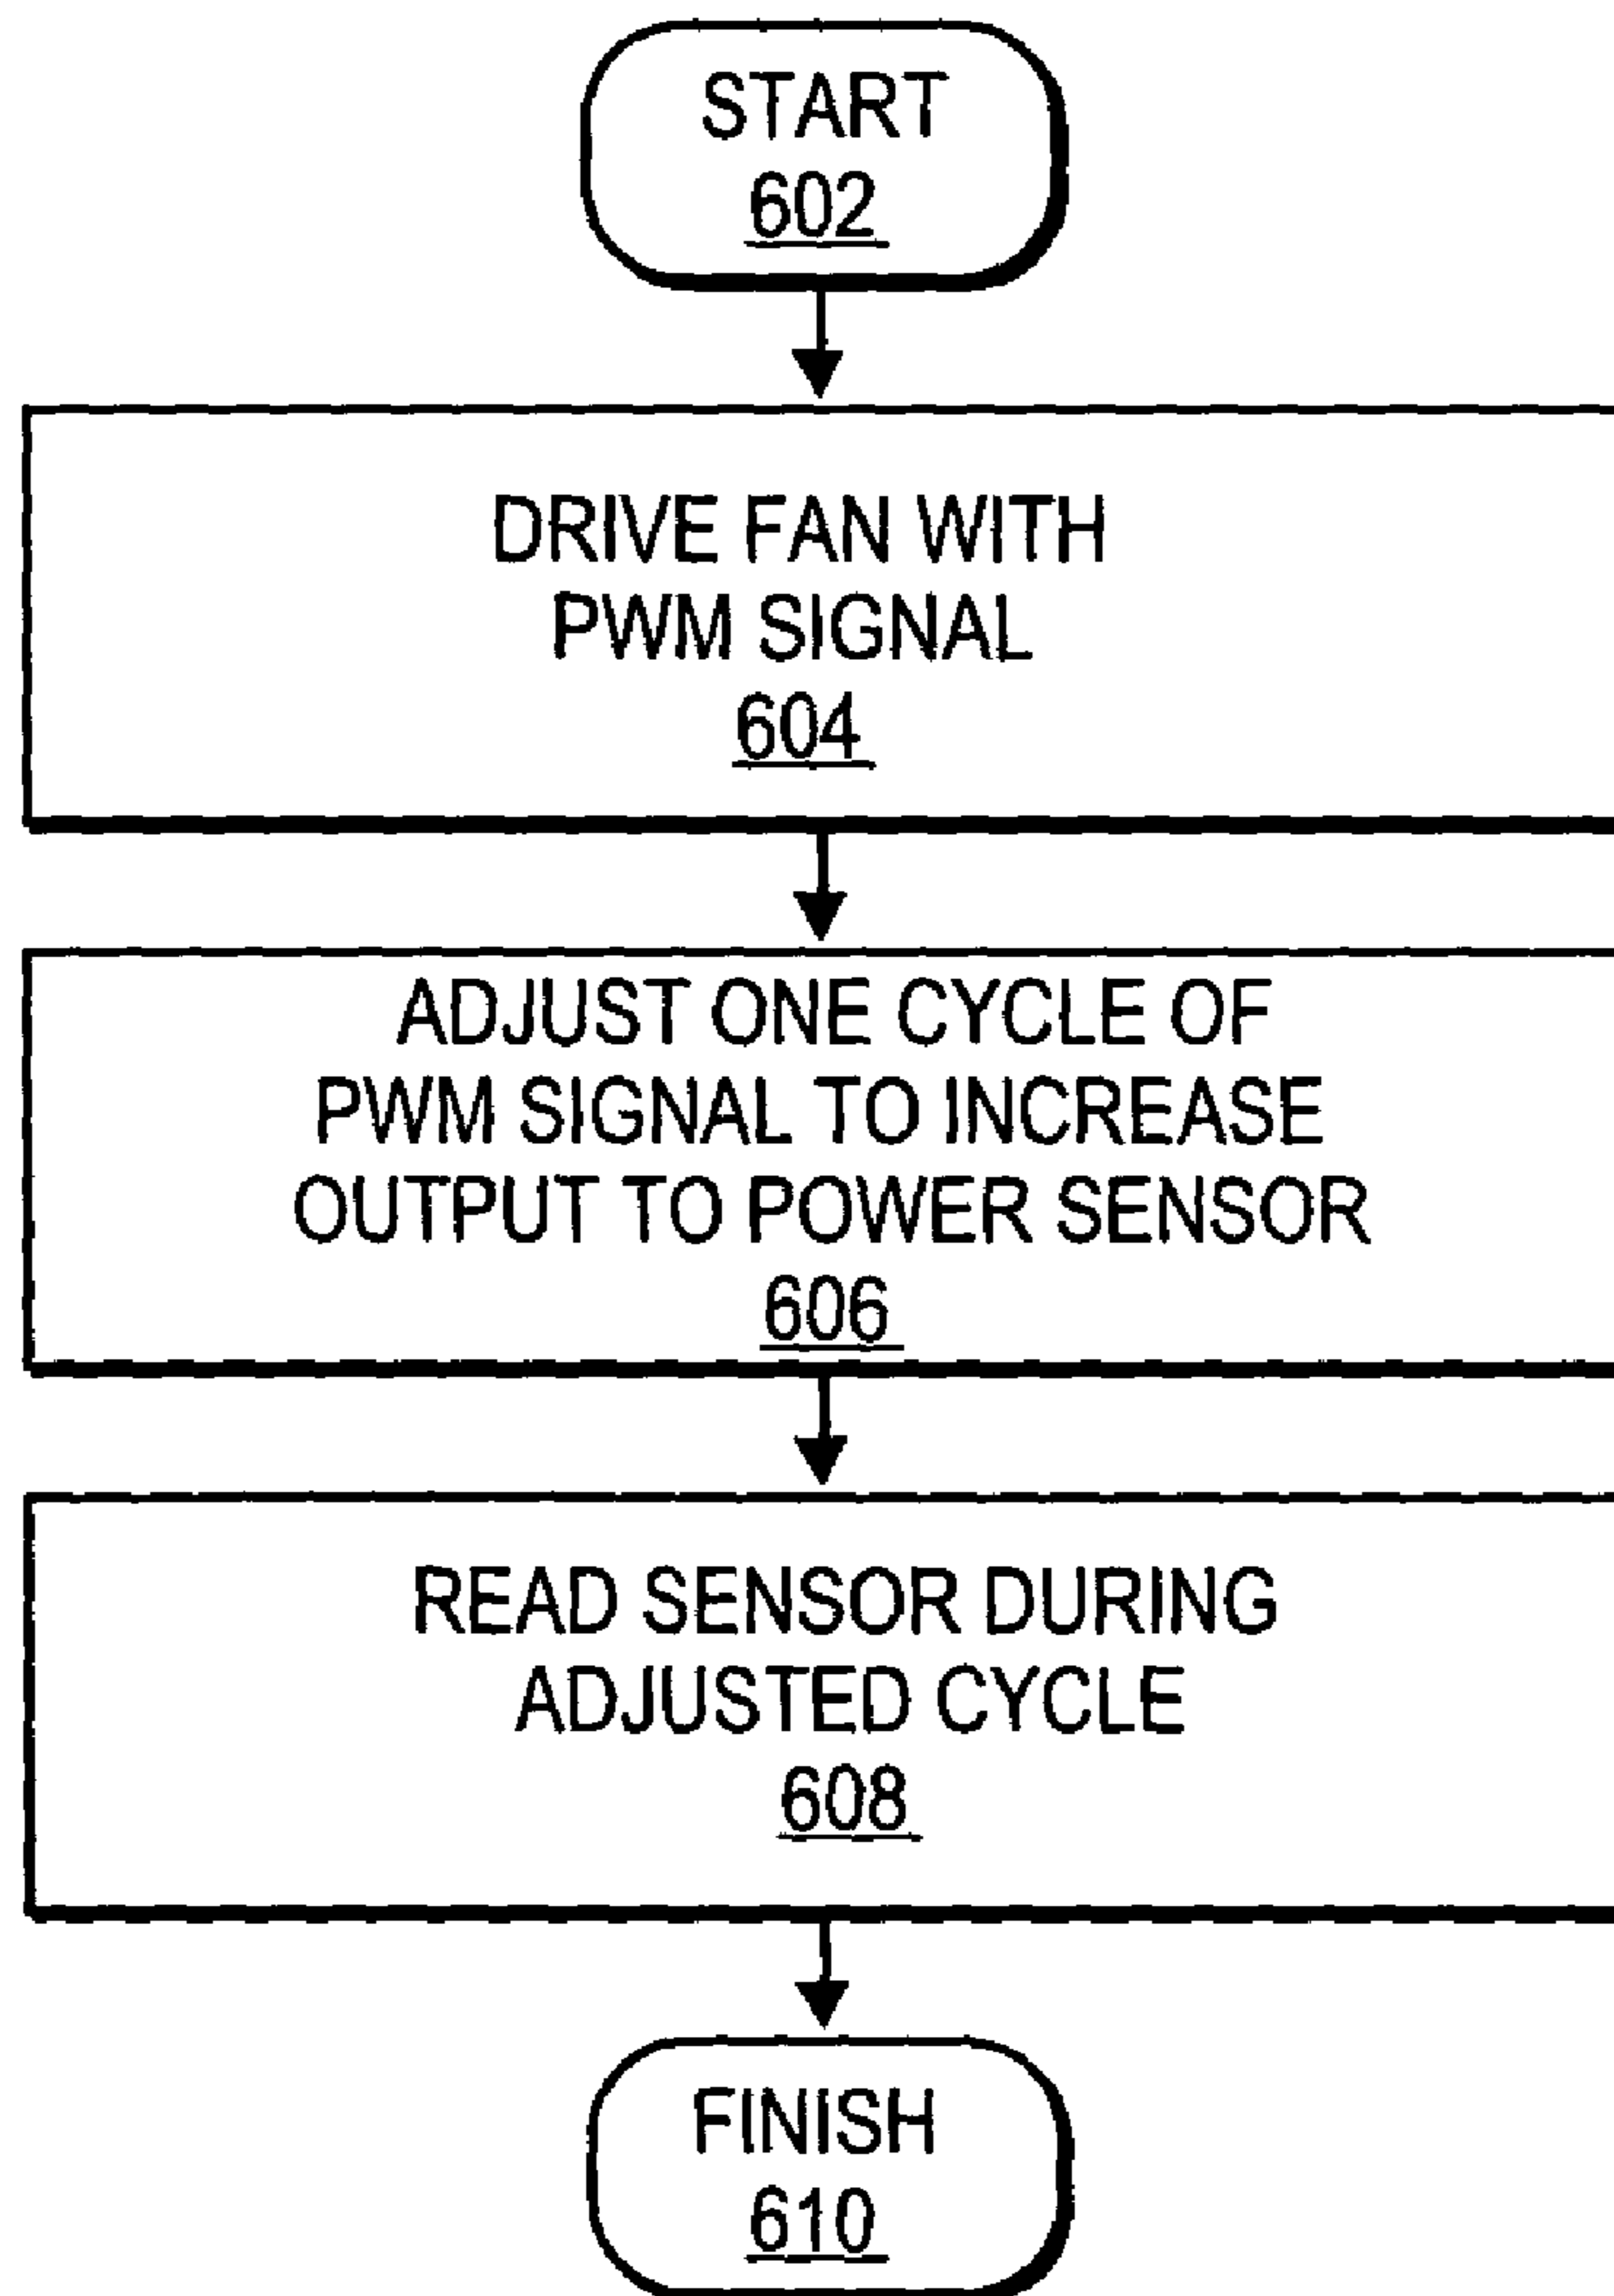 START
602
DRIVE FAN WITH
PWM SIGNAL
604
ADJUST ONE CYCLE OF
PWM SIGNAL TO INCREASE
OUTPUT TO POWER SENSOR
606
READ SENSOR DURING
ADJUSTED CYCLE
608
FINISH
610